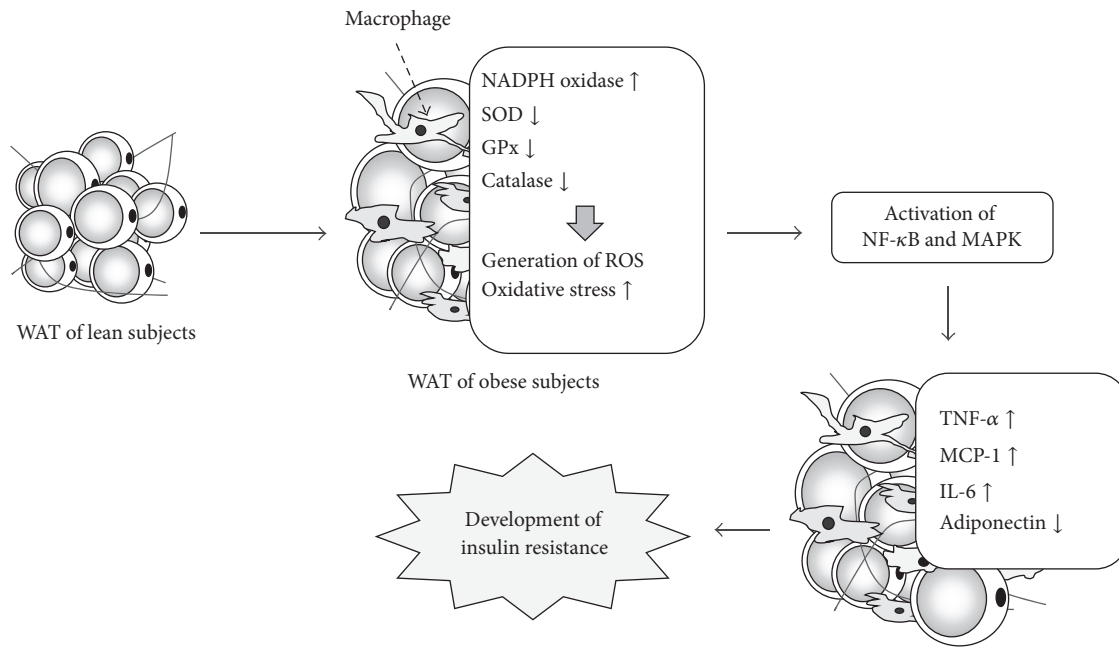 Macrophage
NADPH oxidase ↑
SOD ↓
GPx ↓
Catalase ↓
Generation of ROS
Oxidative stress ↑
Activation of
NF-κB and MAPK
WAT of lean subjects
WAT of obese subjects
TNF-α ↑
MCP-1 ↑
IL-6 ↑
Adiponectin ↓
Development of
insulin resistance